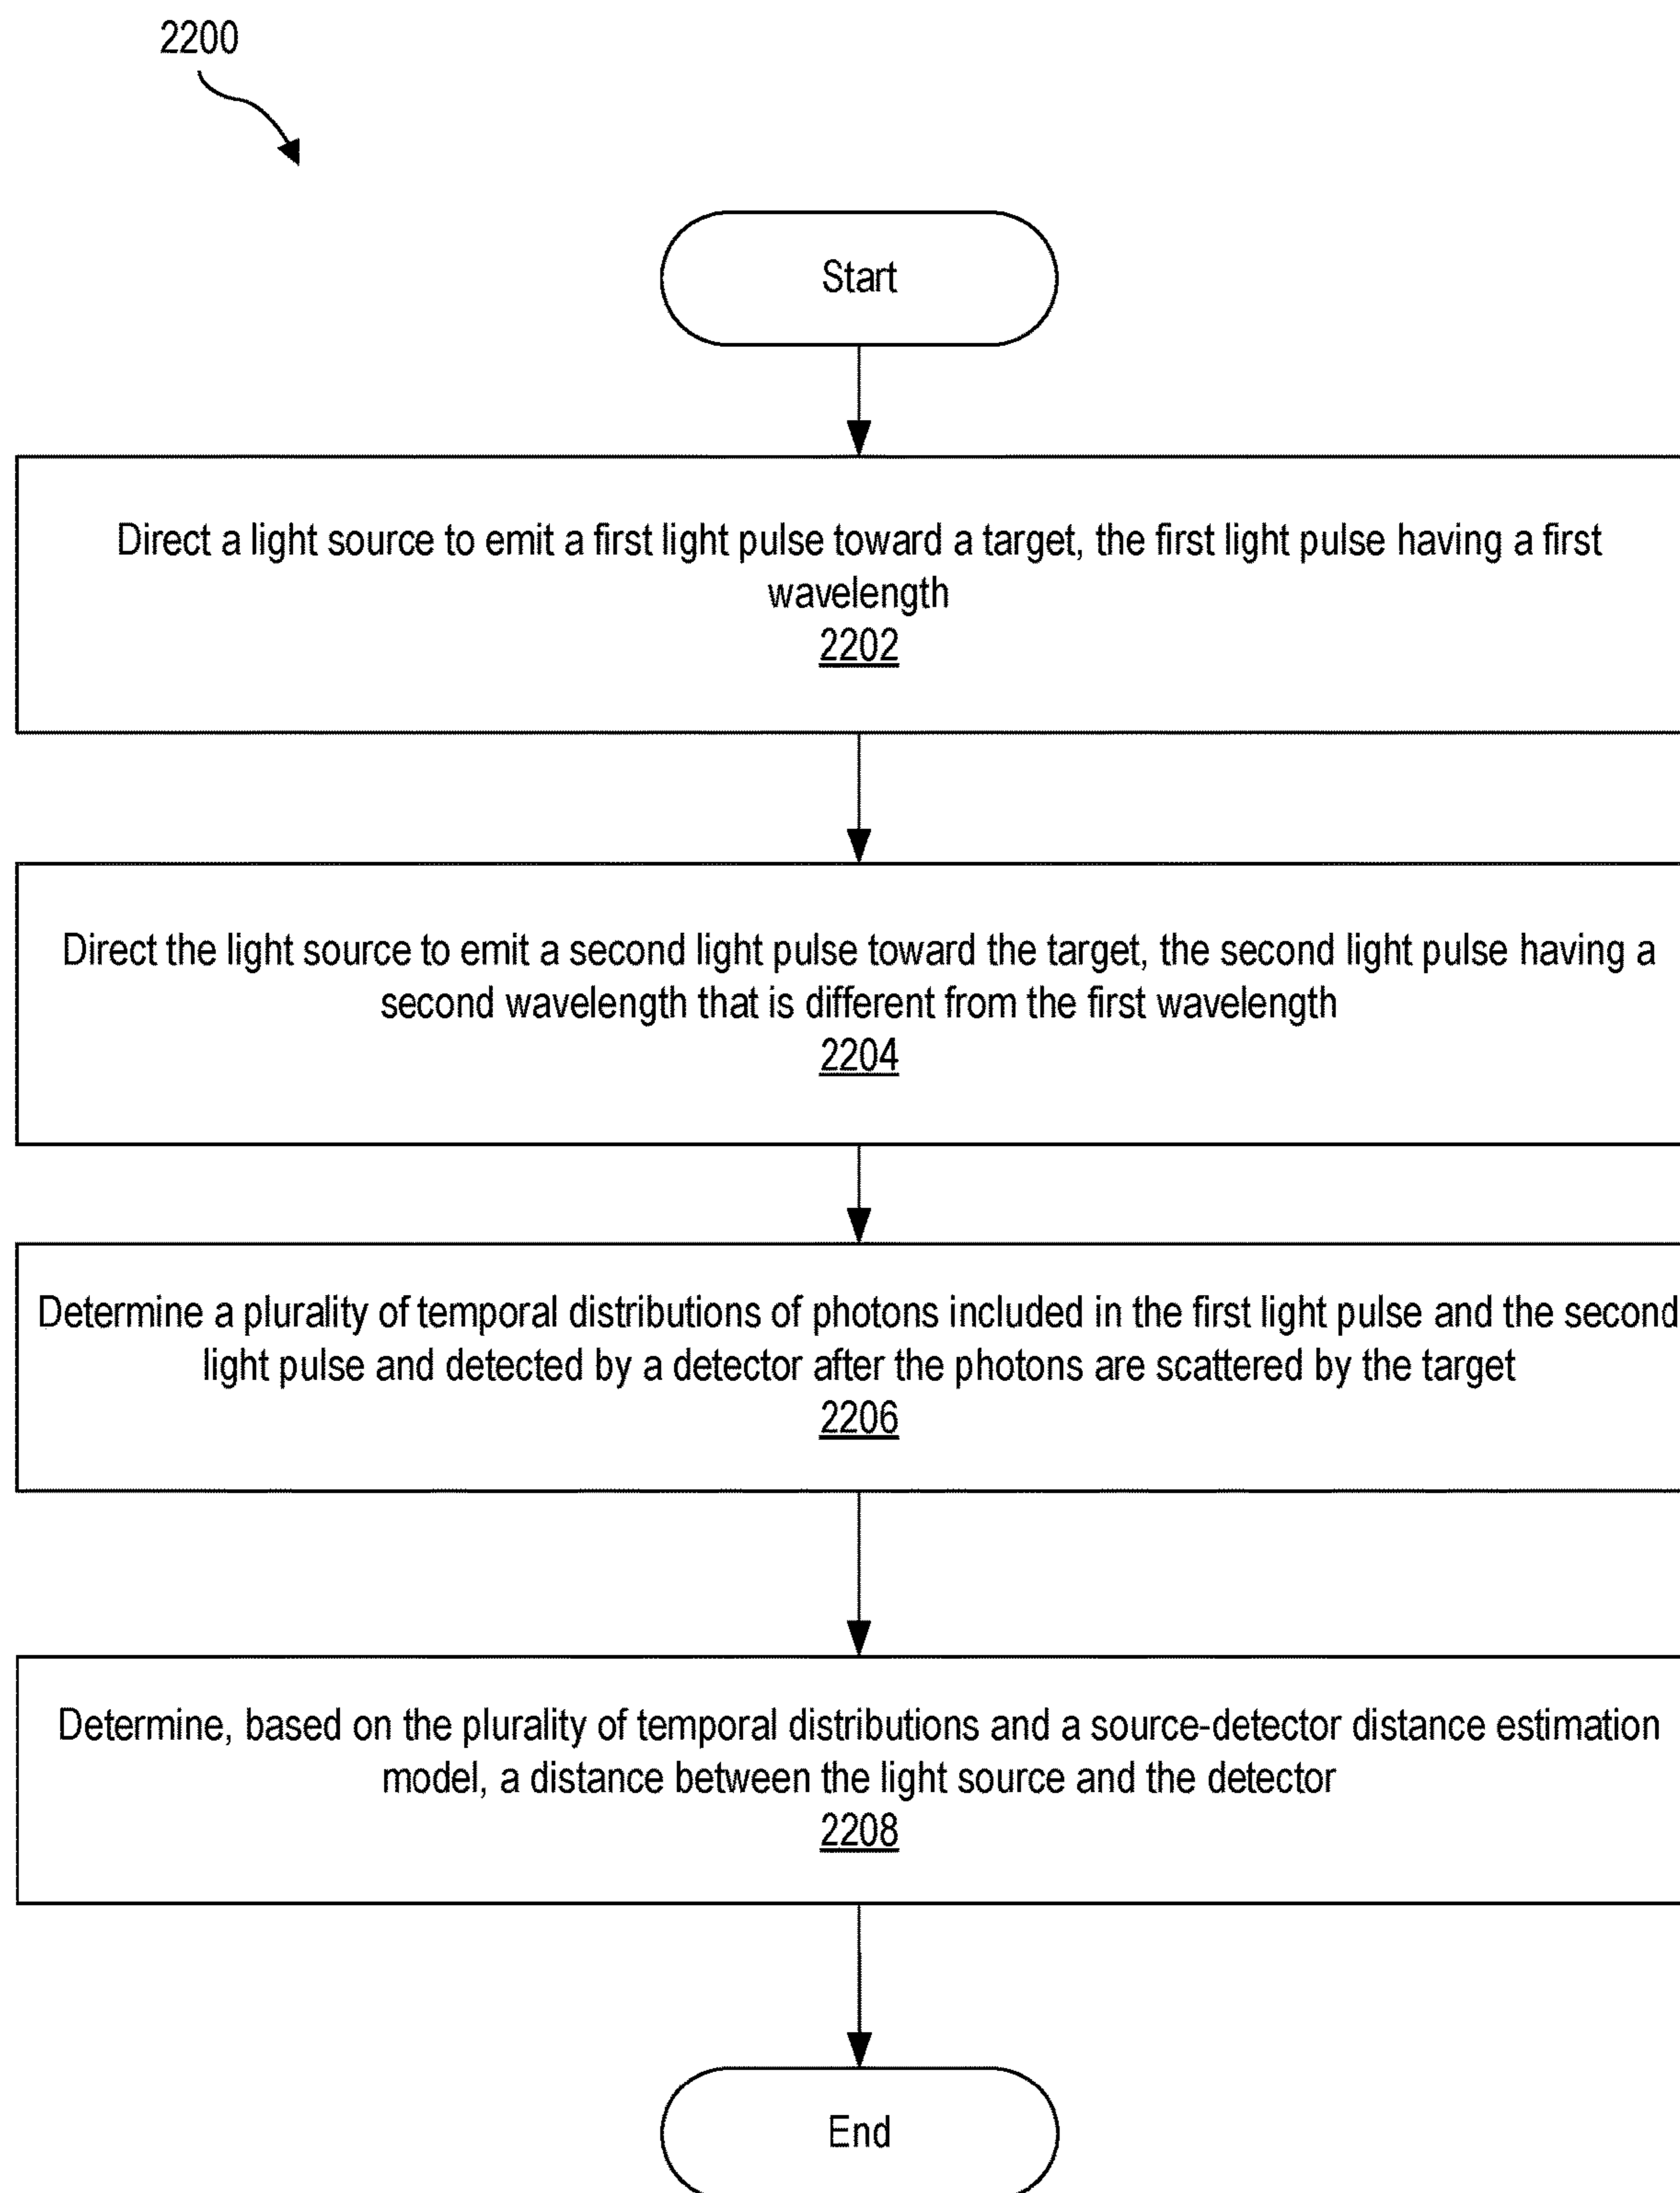 2200
Start
Direct a light source to emit a first light pulse toward a target, the first light pulse having a first
wavelength
2202
Direct the light source to emit a second light pulse toward the target, the second light pulse having a
second wavelength that is different from the first wavelength
2204
Determine a plurality of temporal distributions of photons included in the first light pulse and the second
light pulse and detected by a detector after the photons are scattered by the target
2206
Determine, based on the plurality of temporal distributions and a source-detector distance estimation
model, a distance between the light source and the detector
2208
End